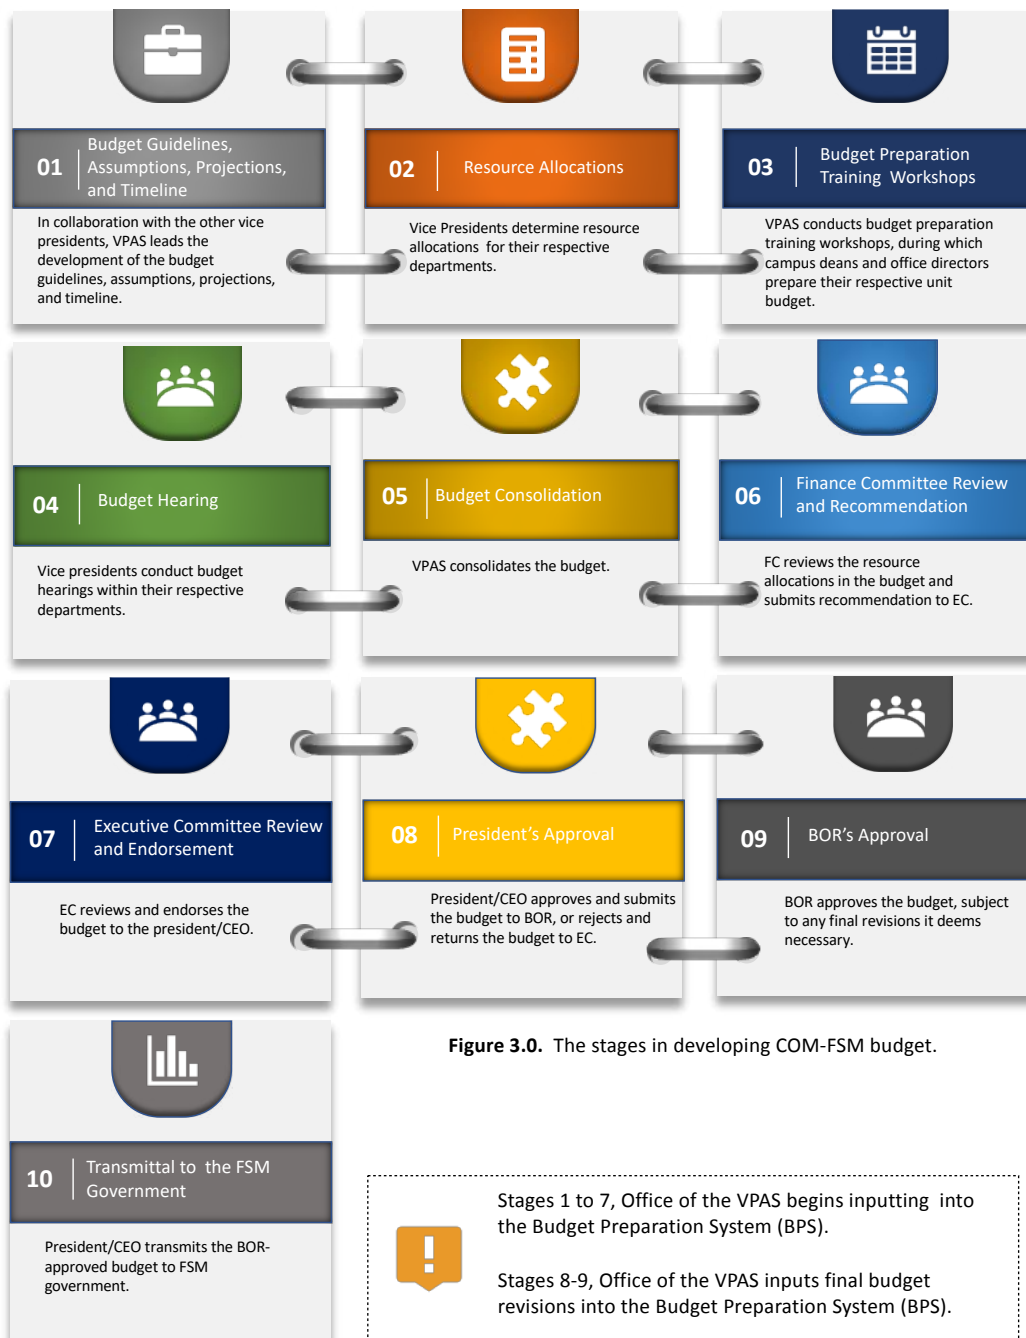 01
Budget Guidelines,
Assumptions, Projections,
and Timeline
In collaboration with the other vice
presidents, VPAS leads the
development of the budget
guidelines, assumptions, projections,
and timeline.
02
Resource Allocations
Vice Presidents determine resource
allocations for their respective
departments.
03
Budget Preparation
Training Workshops
VPAS conducts budget preparation
training workshops, during which
campus deans and office directors
prepare their respective unit
budget.
04
Budget Hearing
Vice presidents conduct budget
hearings within their respective
departments.
05
Budget Consolidation
VPAS consolidates the budget.
06
Finance Committee Review
and Recommendation
FC reviews the resource
allocations in the budget and
submits recommendation to EC.
07
Executive Committee Review
and Endorsement
EC reviews and endorses the
budget to the president/CEO.
08
President's Approval
President/CEO approves and submits
the budget to BOR, or rejects and
returns the budget to EC.
09
BOR's Approval
BOR approves the budget, subject
to any final revisions it deems
necessary.
Figure 3.0. The stages in developing COM-FSM budget.
10
Transmittal to the FSM
Government
President/CEO transmits the BOR-
approved budget to FSM
government.
Stages 1 to 7, Office of the VPAS begins inputting into
the Budget Preparation System (BPS).
Stages 8-9, Office of the VPAS inputs final budget
revisions into the Budget Preparation System (BPS).